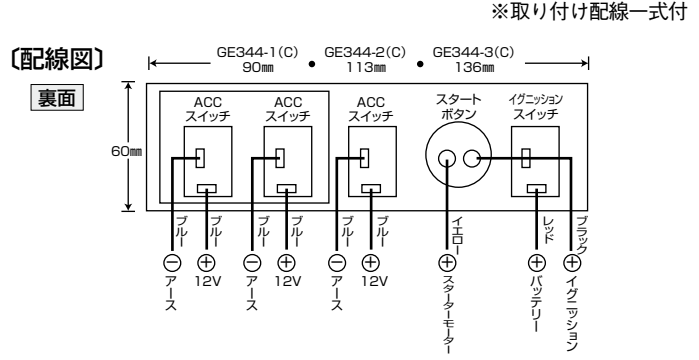 ※取り付け配線一式付
〔配線図〕
裏面
GE344-1(C) GE344-2(C) GE344-3(C)
90㎜ ● 113㎜ ● 136㎜
60㎜
ACC
スイッチ
ACC
スイッチ
ACC
スイッチ
スタート
ボタン
イグニッション
スイッチ
ブルー
ブルー
ブルー
ブルー
ブルー
ブルー
イエロー
レッド
ブラック
⊖ ⊕ ⊖ ⊕ ⊖ ⊕ ⊕ ⊕ ⊕
アース
12V
アース
12V
アース
12V
スターターモーター
バッテリー
イグニッション